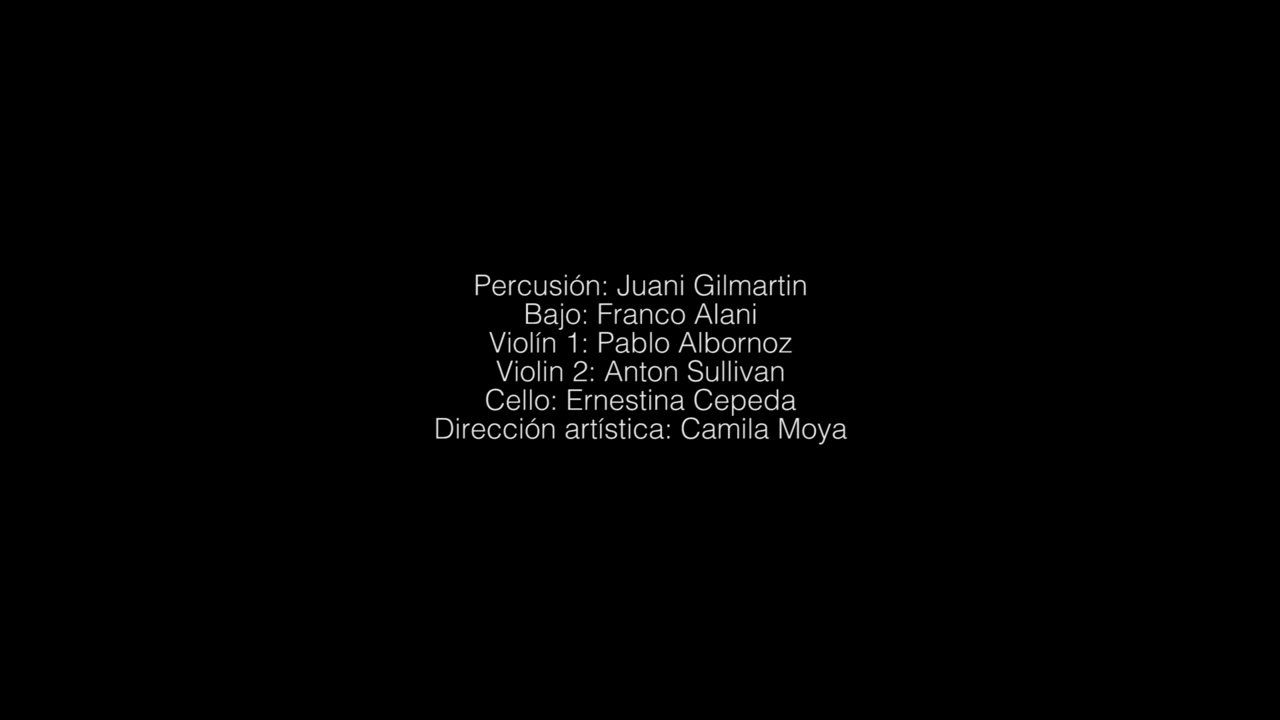 Percusión: Juani Gilmartin
Bajo: Franco Alani
Violín 1: Pablo Albornoz
Violin 2: Anton Sullivan
Cello: Ernestina Cepeda
Dirección artística: Camila Moya